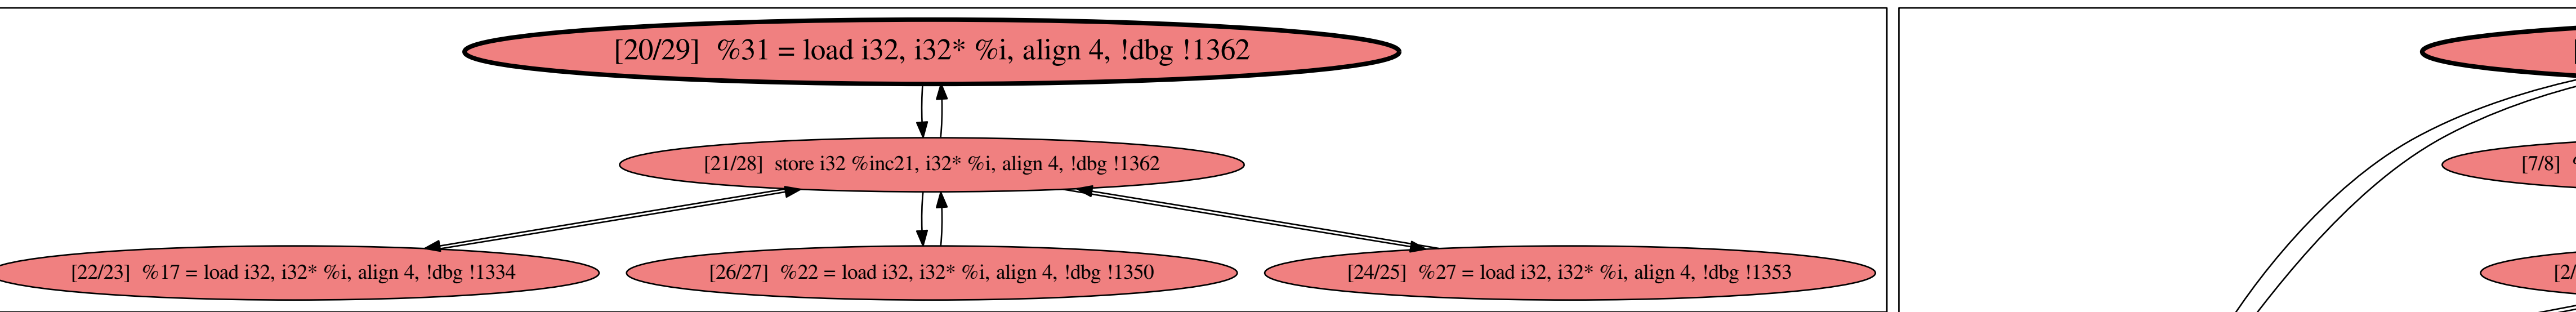 [20/29] %31 = load i32, i32* %i, align 4, !dbg !1362
[21/28] store i32 %inc21, i32* %i, align 4, !dbg !1362
[7/8]
[22/23] %17 = load i32, i32* %i, align 4, !dbg !1334
[26/27] %22 = load i32, i32* %i, align 4, !dbg !1350
[24/25] %27 = load i32, i32* %i, align 4, !dbg !1353